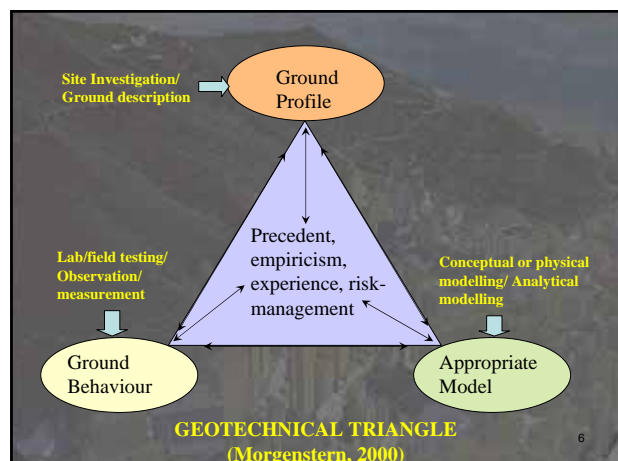 Site Investigation/
Ground description
Ground
Profile
Precedent,
empiricism,
experience, risk-
management
Lab/field testing/
Observation/
measurement
Conceptual or physical
modelling/ Analytical
modelling
Ground
Behaviour
Appropriate
Model
GEOTECHNICAL TRIANGLE
(Morgenstern, 2000)
6